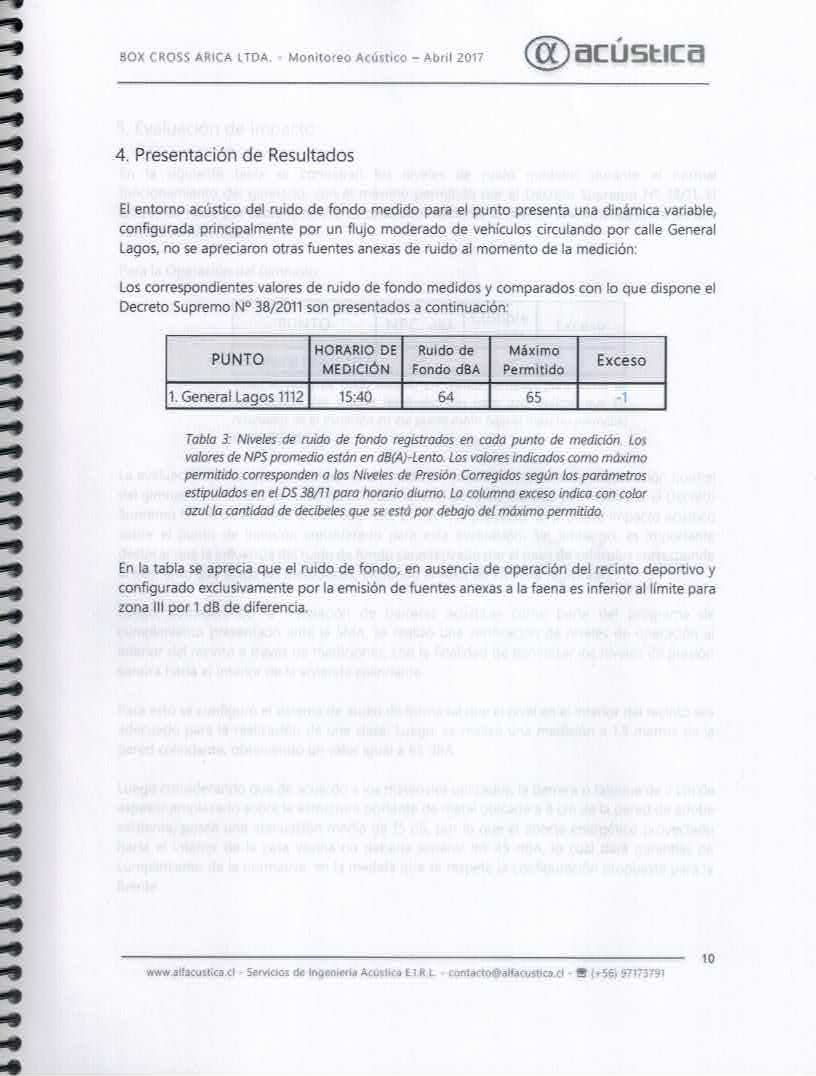 BOX CROSS ARICA LTDA. - Monitoreo Acústico – Abril 2017
α acústica
4. Presentación de Resultados
El entorno acústico del ruido de fondo medido para el punto presenta una dinámica variable,
configurada principalmente por un flujo moderado de vehículos circulando por calle General
Lagos, no se apreciaron otras fuentes anexas de ruido al momento de la medición:
Los correspondientes valores de ruido de fondo medidos y comparados con lo que dispone el
Decreto Supremo Nº 38/2011 son presentados a continuación:
PUNTO HORARIO DE MEDICIÓN Ruido de Fondo dBA Máximo Permitido Exceso
1. General Lagos 1112 15:40 64 65 -1
Tabla 3: Niveles de ruido de fondo registrados en cada punto de medición. Los
valores de NPS promedio están en dB(A)-Lento. Los valores indicados como máximo
permitido corresponden a los Niveles de Presión Corregidos según los parámetros
estipulados en el DS 38/11 para horario diurno. La columna exceso indica con color
azul la cantidad de decibeles que se está por debajo del máximo permitido.
En la tabla se aprecia que el ruido de fondo, en ausencia de operación del recinto deportivo y
configurado exclusivamente por la emisión de fuentes anexas a la faena es inferior al límite para
zona III por 1 dB de diferencia.
10
www.alfacustica.cl - Servicios de Ingeniería Acústica E.I.R.L. - contacto@alfacustica.cl - ☎ (+56) 97173791